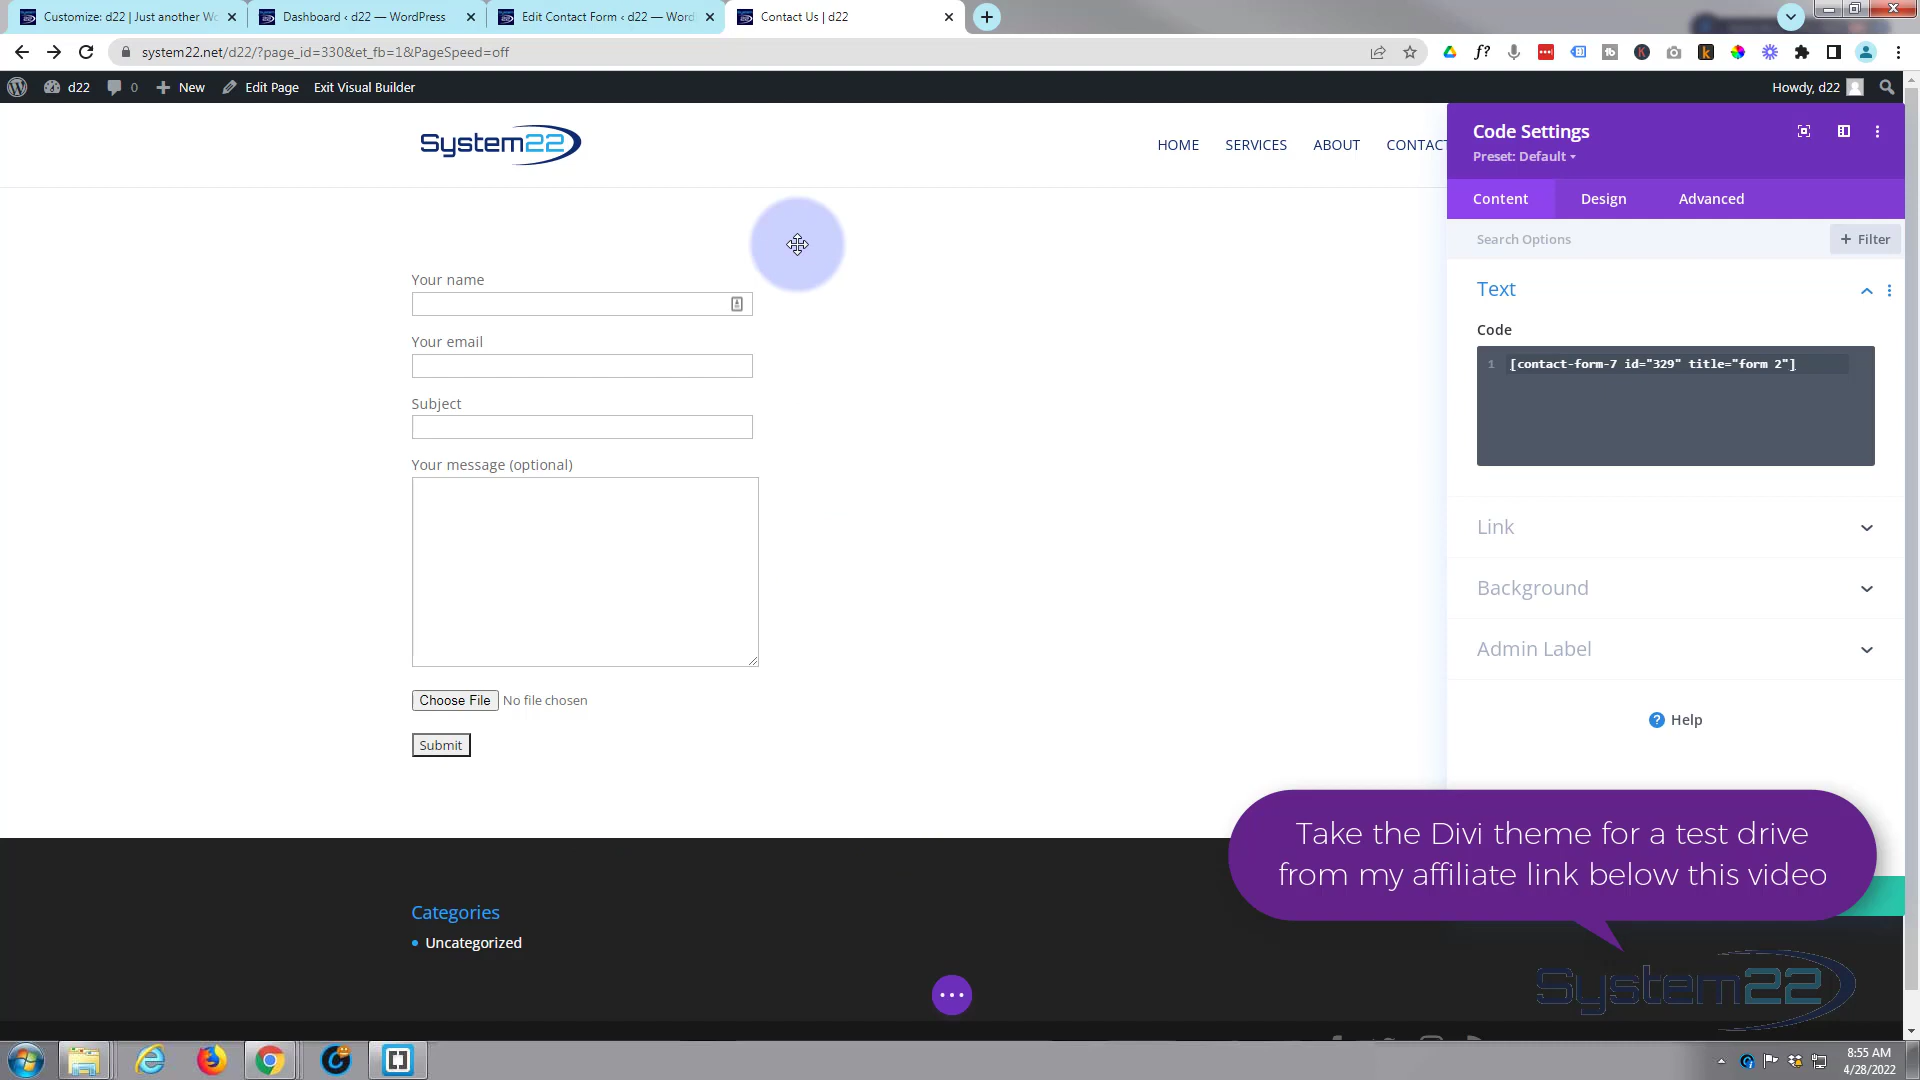 Customize: d22 | Just another Wo
Dashboard ‹ d22 — WordPress
Edit Contact Form ‹ d22 — Word
Contact Us | d22
system22.net/d22/?page_id=330&et_fb=1&PageSpeed=off
d22
0
New
Edit Page
Exit Visual Builder
Howdy, d22
System22
HOME
SERVICES
ABOUT
CONTACT
Code Settings
Preset: Default
Content
Design
Advanced
Search Options
+ Filter
Text
Code
1 [contact-form-7 id="329" title="form 2"]
Link
Background
Admin Label
Help
Your name
Your email
Subject
Your message (optional)
Choose File No file chosen
Submit
Take the Divi theme for a test drive
from my affiliate link below this video
Categories
Uncategorized
System22
8:55 AM
4/28/2022